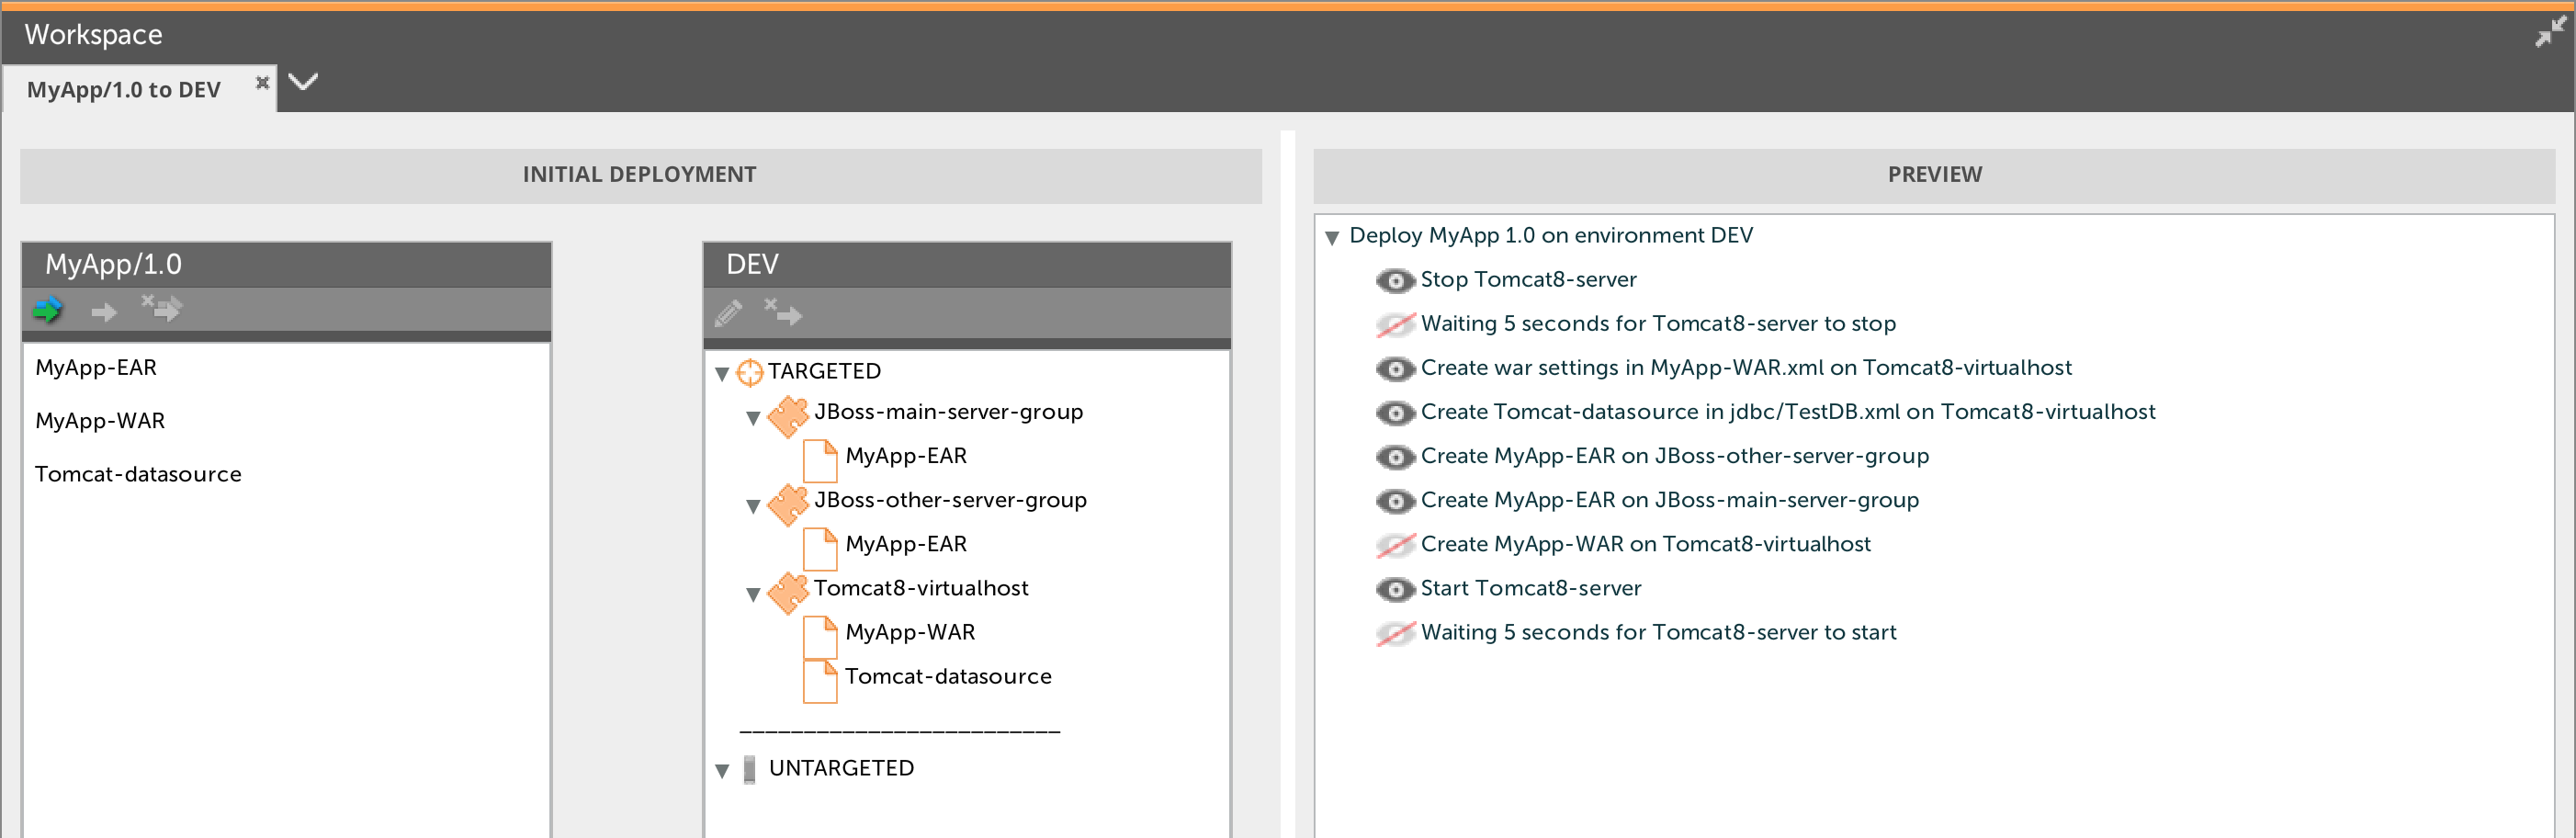 Workspace
MyApp/1.0 to DEV
INITIAL DEPLOYMENT
MyApp/1.0
MyApp-EAR
MyApp-WAR
Tomcat-datasource
DEV
TARGETED
JBoss-main-server-group
MyApp-EAR
JBoss-other-server-group
MyApp-EAR
Tomcat8-virtualhost
MyApp-WAR
Tomcat-datasource
UNTARGETED
PREVIEW
Deploy MyApp 1.0 on environment DEV
Stop Tomcat8-server
Waiting 5 seconds for Tomcat8-server to stop
Create war settings in MyApp-WAR.xml on Tomcat8-virtualhost
Create Tomcat-datasource in jdbc/TestDB.xml on Tomcat8-virtualhost
Create MyApp-EAR on JBoss-other-server-group
Create MyApp-EAR on JBoss-main-server-group
Create MyApp-WAR on Tomcat8-virtualhost
Start Tomcat8-server
Waiting 5 seconds for Tomcat8-server to start